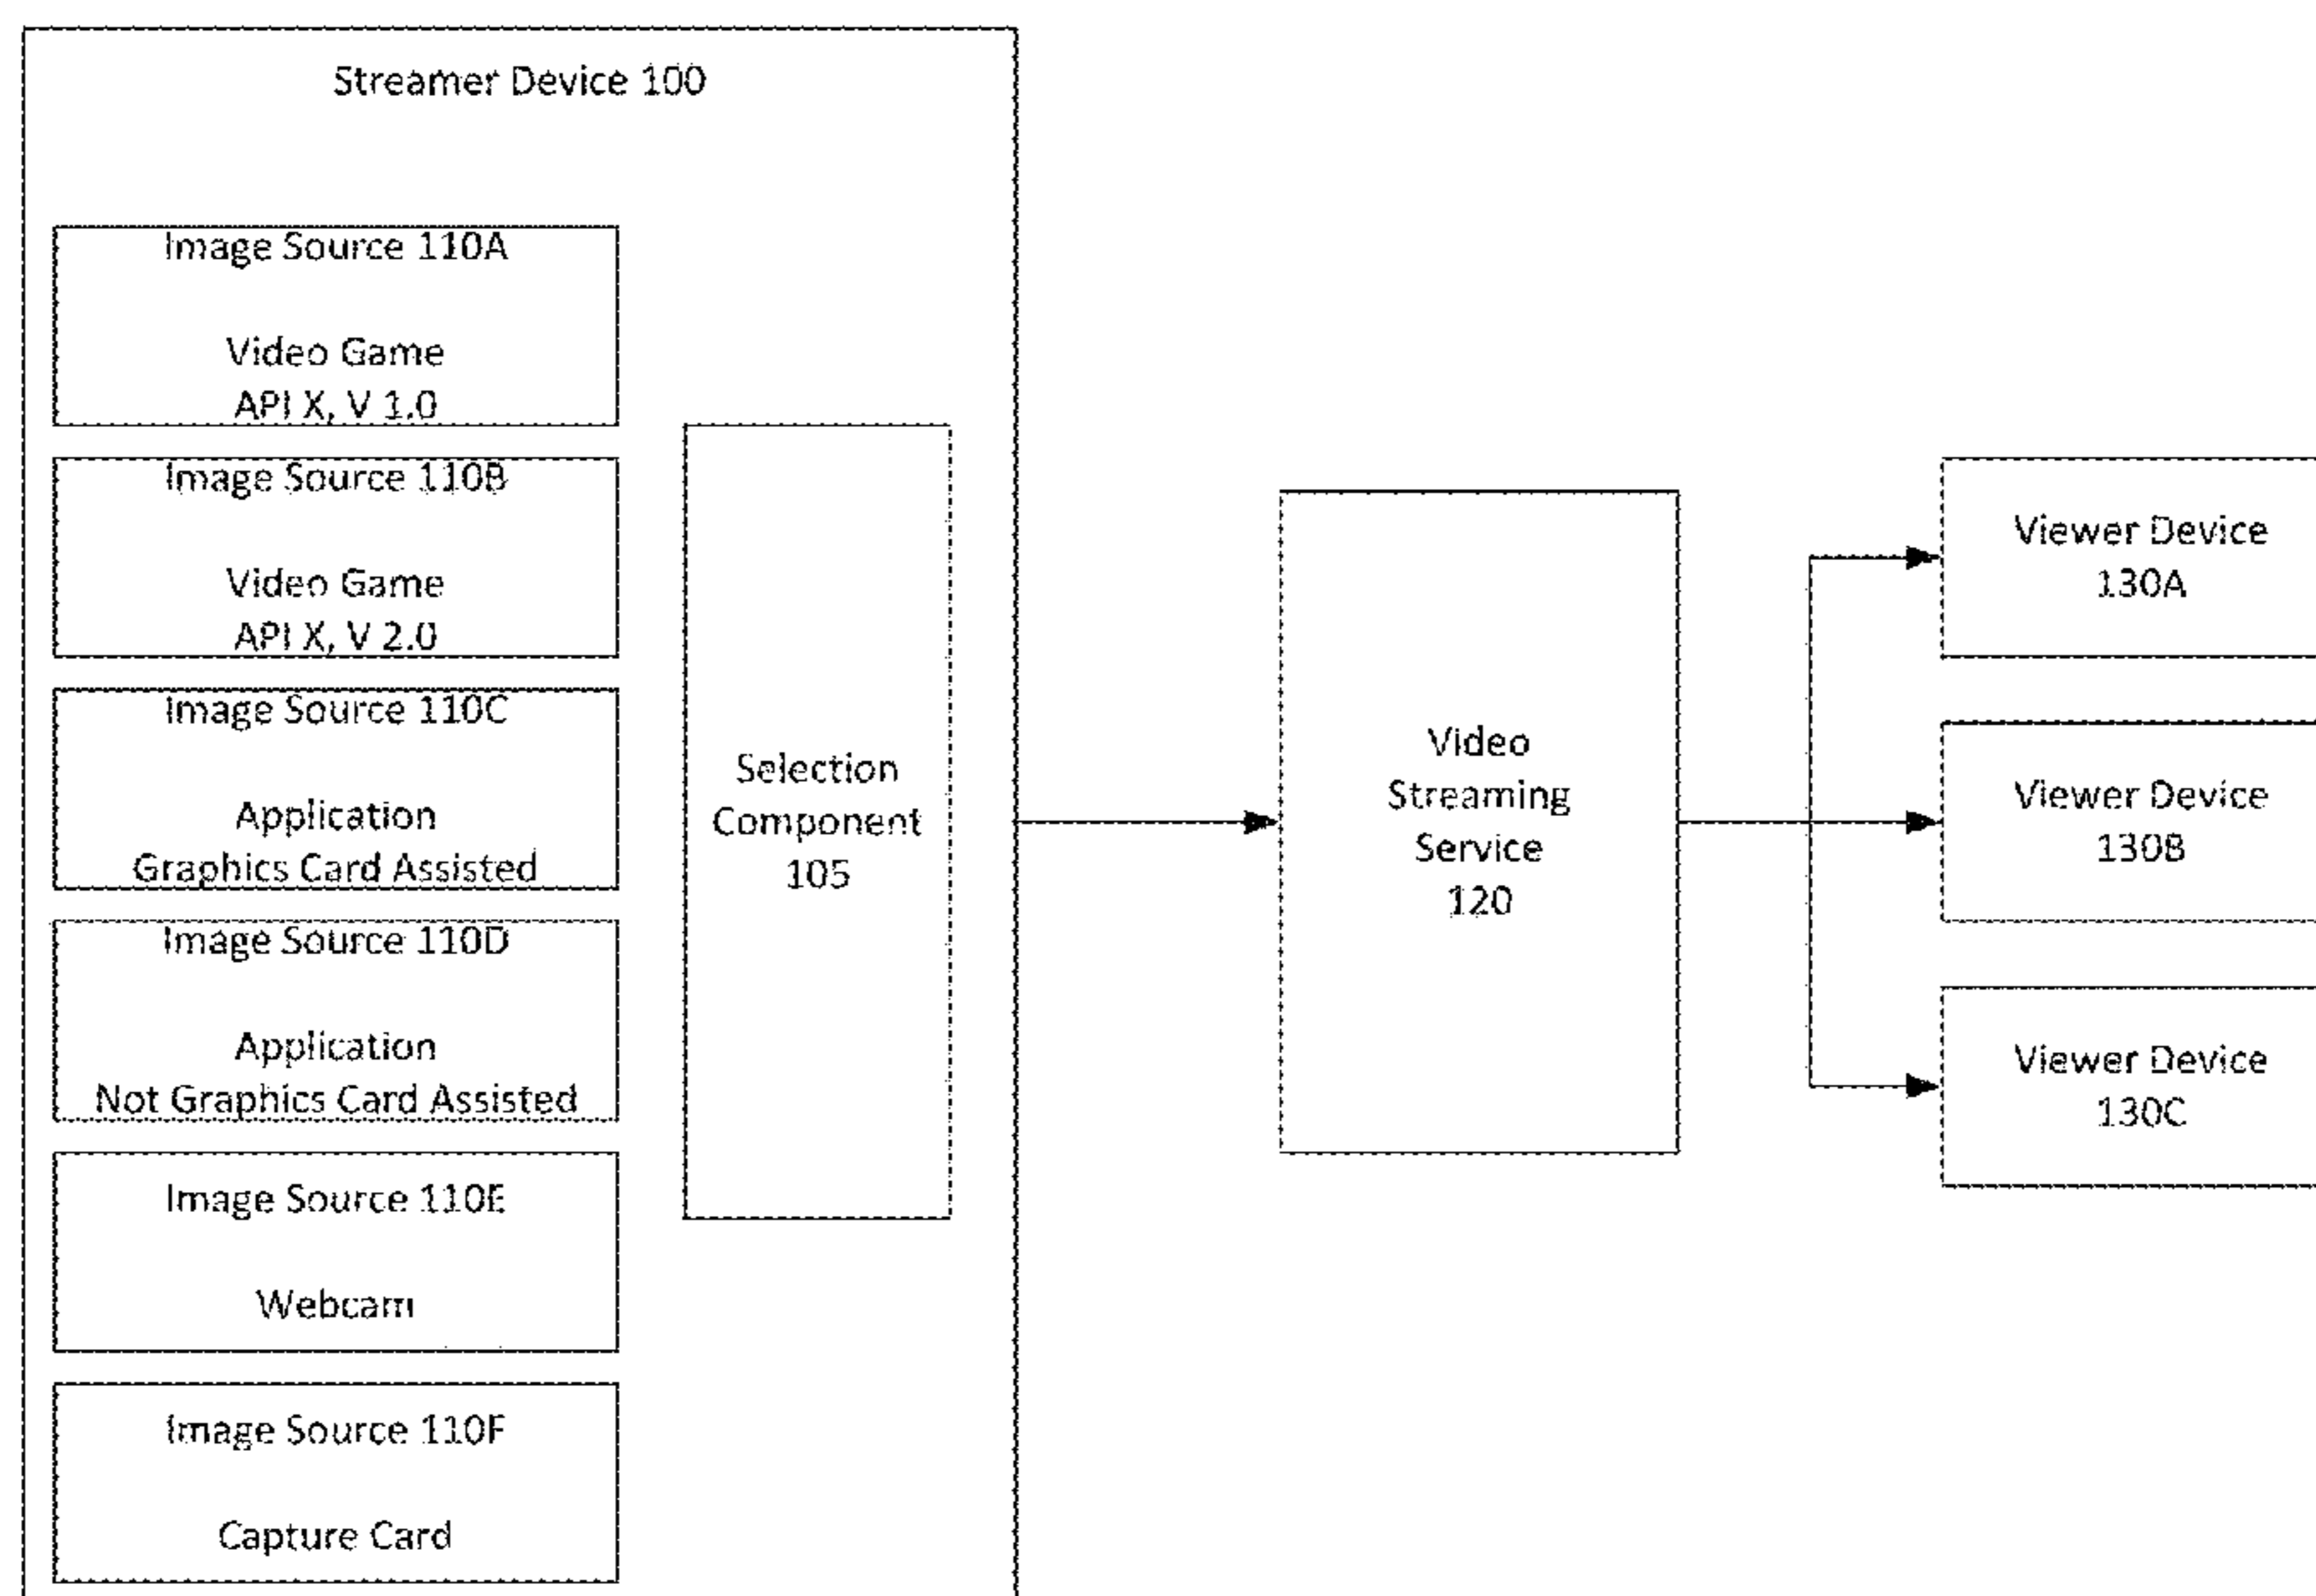 Streamer Device 100
Image Source 110A
Video Game
API X, V 1.0
Image Source 110B
Video Game
API X, V 2.0
Image Source 110C
Application
Graphics Card Assisted
Image Source 110D
Application
Not Graphics Card Assisted
Image Source 110E
Webcam
Image Source 110F
Capture Card
Selection
Component
105
Video
Streaming
Service
120
Viewer Device
130A
Viewer Device
130B
Viewer Device
130C